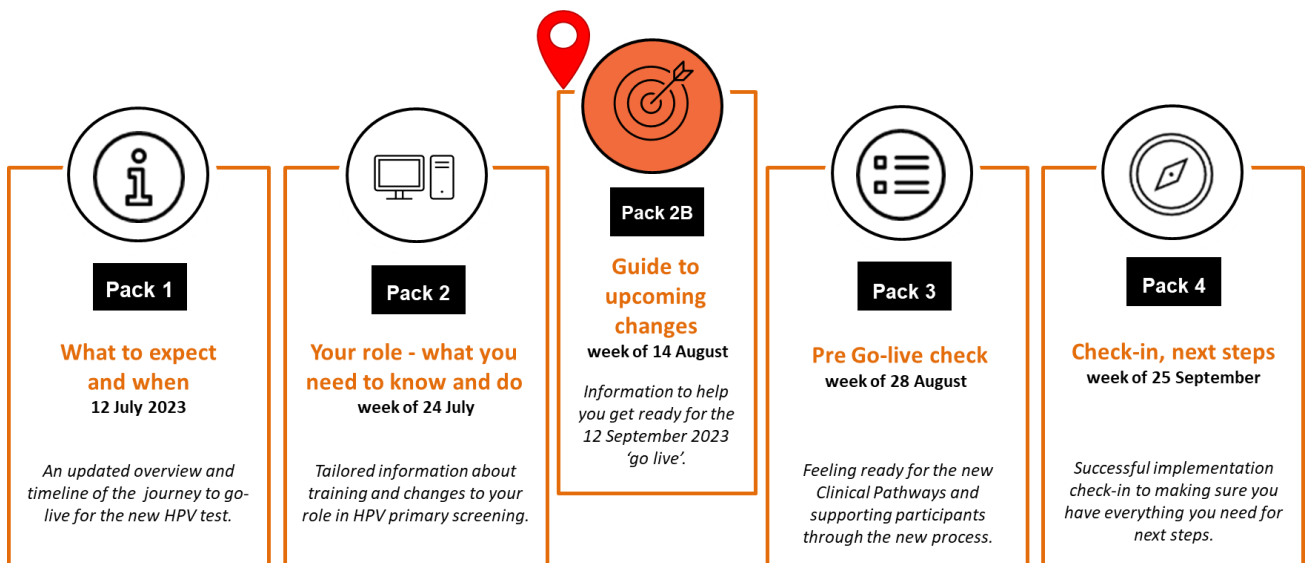 Pack 1
What to expect
and when
12 July 2023
An updated overview and
timeline of the journey to go-
live for the new HPV test.
Pack 2
Your role - what you
need to know and do
week of 24 July
Tailored information about
training and changes to your
role in HPV primary screening.
Pack 2B
Guide to
upcoming
changes
week of 14 August
Information to help
you get ready for the
12 September 2023
‘go live’.
Pack 3
Pre Go-live check
week of 28 August
Feeling ready for the new
Clinical Pathways and
supporting participants
through the new process.
Pack 4
Check-in, next steps
week of 25 September
Successful implementation
check-in to making sure you
have everything you need for
next steps.